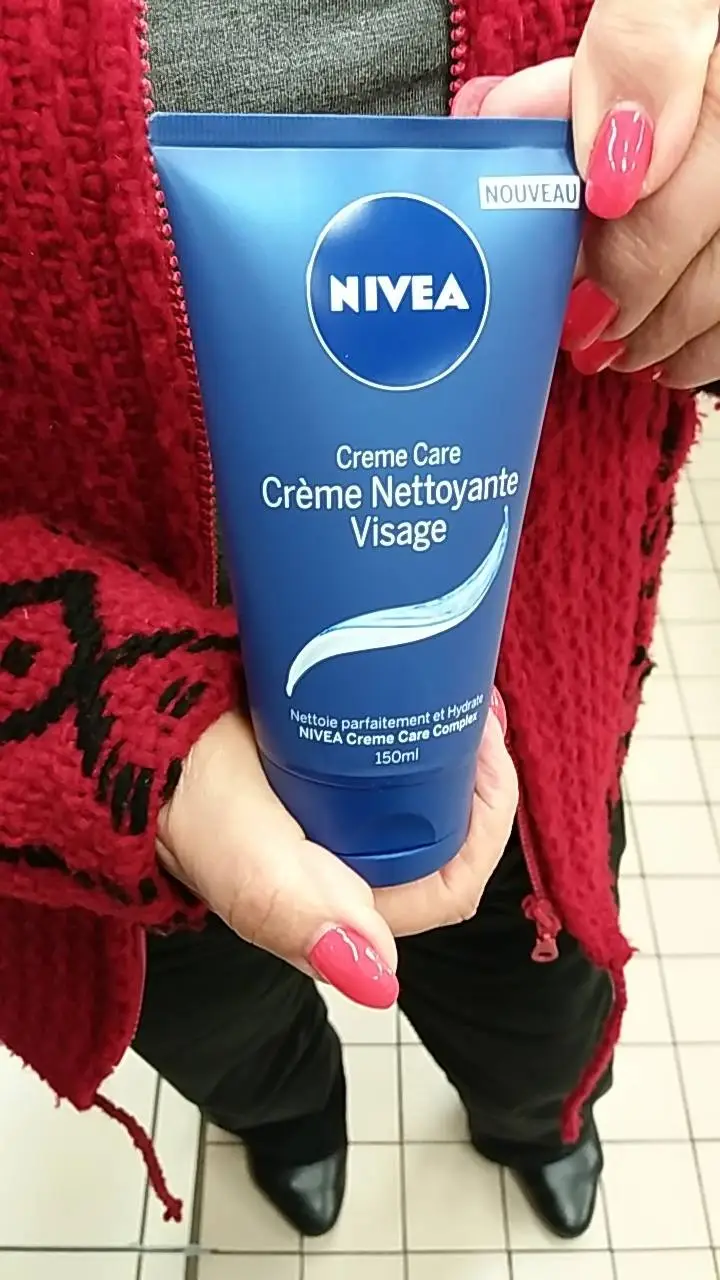 NOUVEAU
NIVEA
Creme Care
Crème Nettoyante
Visage
Nettoie parfaitement et Hydrate
NIVEA Creme Care Complex
150ml